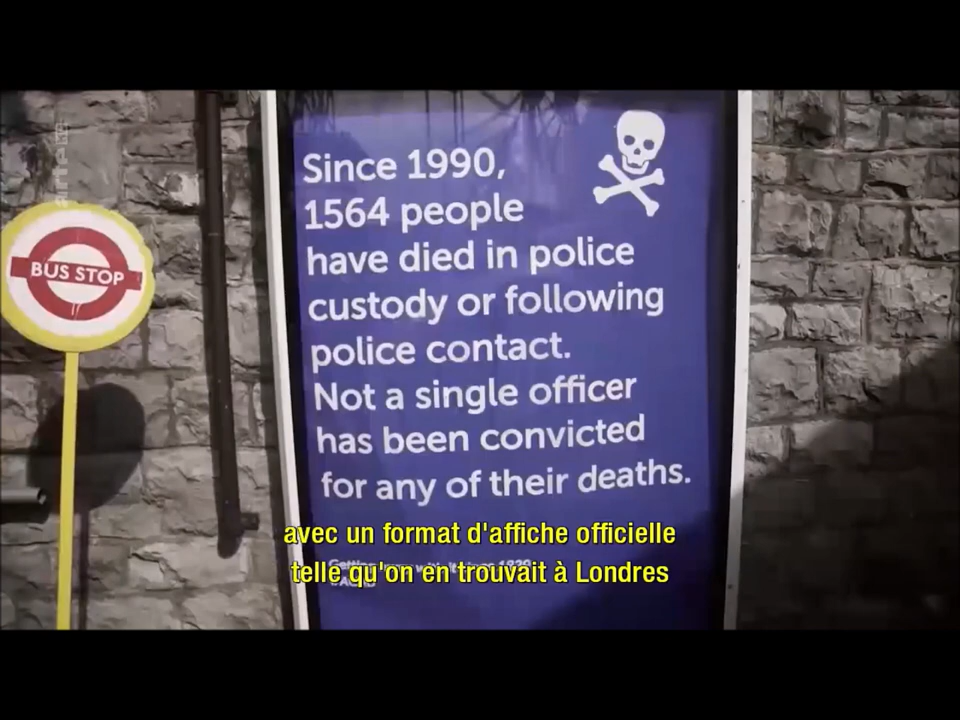 arte
BUS STOP
Since 1990,
1564 people
have died in police
custody or following
police contact.
Not a single officer
has been convicted
for any of their deaths.
avec un format d'affiche officielle
telle qu'on en trouvait à Londres